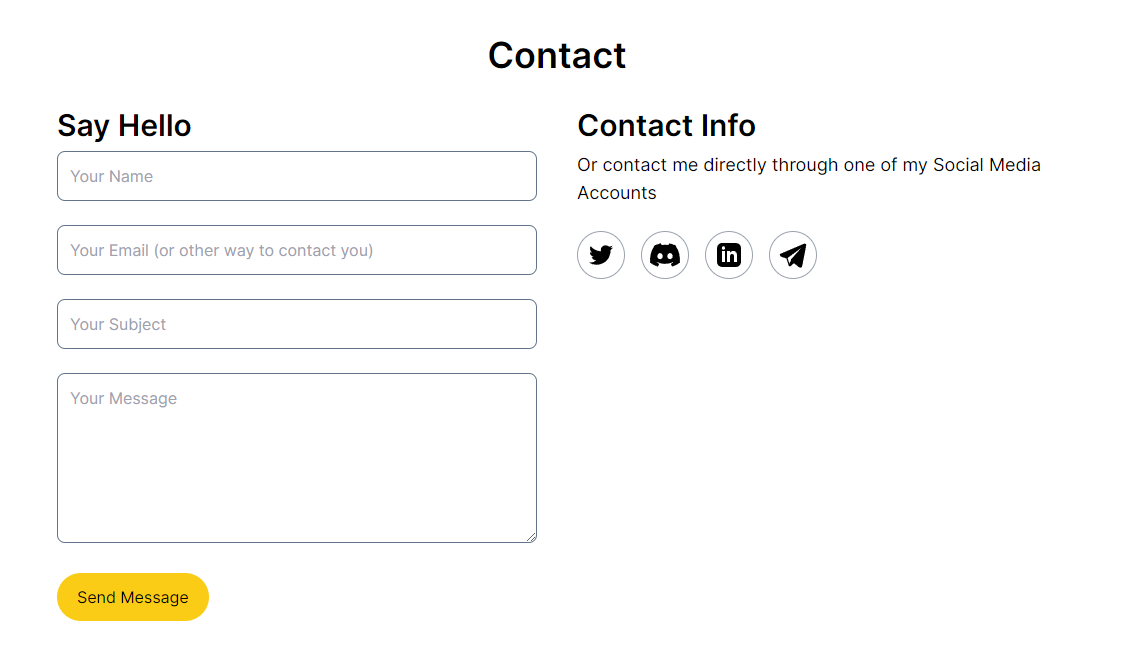 Contact
Say Hello
Your Name
Your Email (or other way to contact you)
Your Subject
Your Message
Send Message
Contact Info
Or contact me directly through one of my Social Media
Accounts
in